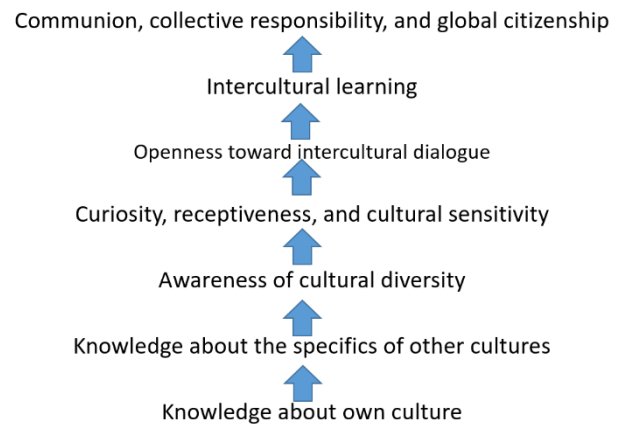 Communion, collective responsibility, and global citizenship
Intercultural learning
Openness toward intercultural dialogue
Curiosity, receptiveness, and cultural sensitivity
Awareness of cultural diversity
Knowledge about the specifics of other cultures
Knowledge about own culture